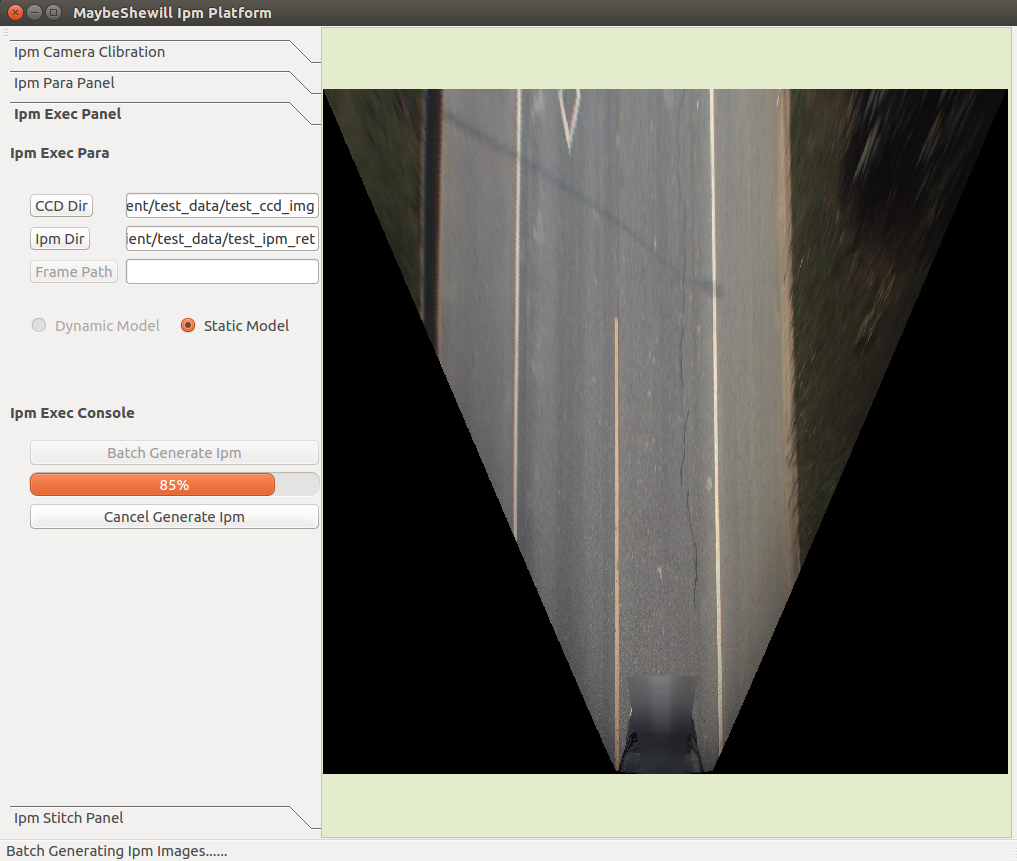 MaybeShewill Ipm Platform
Ipm Camera Clibration
Ipm Para Panel
Ipm Exec Panel
Ipm Exec Para
CCD Dir ent/test_data/test_ccd_img
Ipm Dir ient/test_data/test_ipm_ret
Frame Path
Dynamic Model Static Model
Ipm Exec Console
Batch Generate Ipm
85%
Cancel Generate Ipm
Ipm Stitch Panel
Batch Generating Ipm Images......